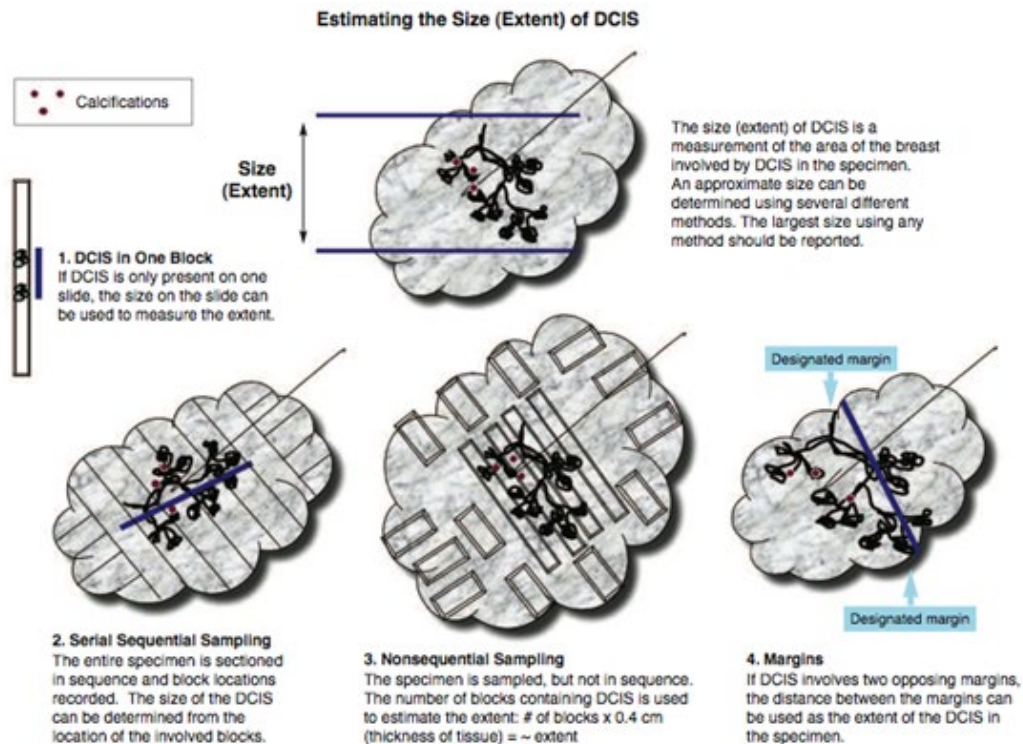 Estimating the Size (Extent) of DCIS
Calcifications
Size
(Extent)
The size (extent) of DCIS is a
measurement of the area of the breast
involved by DCIS in the specimen.
An approximate size can be
determined using several different
methods. The largest size using any
method should be reported.
1. DCIS in One Block
If DCIS is only present on one
slide, the size on the slide can
be used to measure the extent.
Designated margin
Designated margin
2. Serial Sequential Sampling
The entire specimen is sectioned
in sequence and block locations
recorded. The size of the DCIS
can be determined from the
location of the involved blocks.
3. Nonsequential Sampling
The specimen is sampled, but not in sequence.
The number of blocks containing DCIS is used
to estimate the extent: # of blocks x 0.4 cm
(thickness of tissue) = ~ extent
4. Margins
If DCIS involves two opposing margins,
the distance between the margins can
be used as the extent of the DCIS in
the specimen.